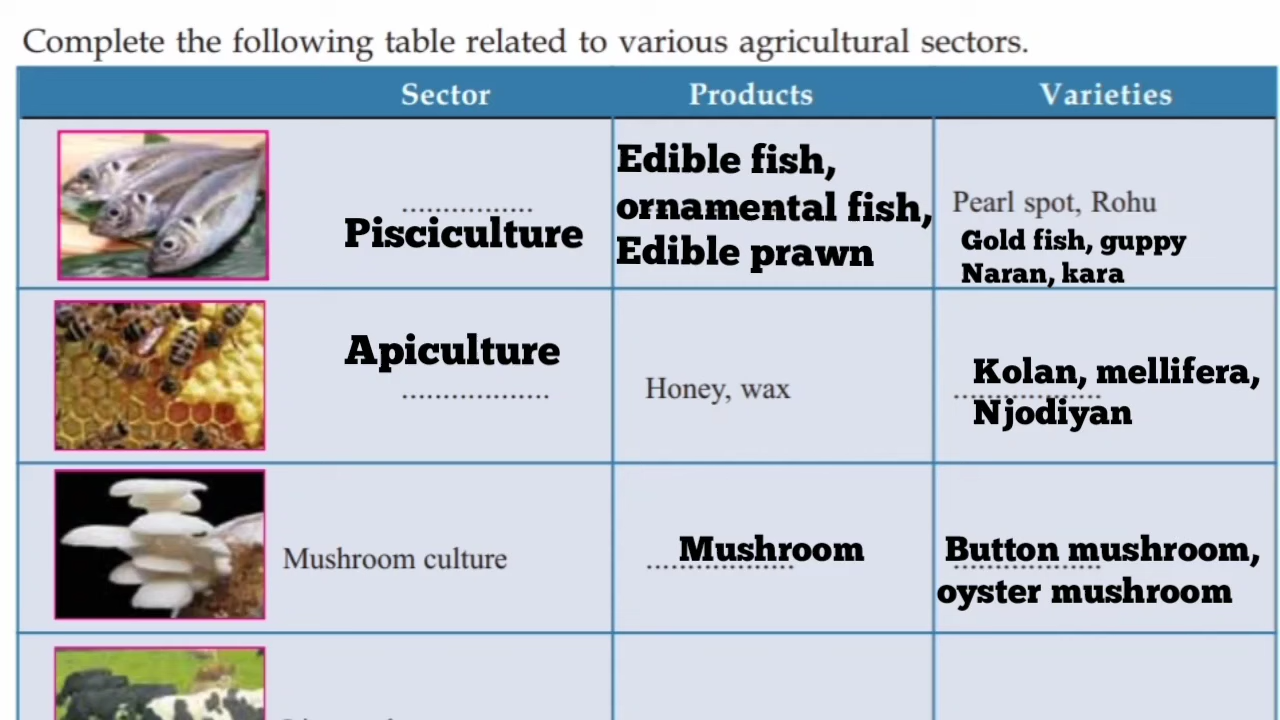 Complete the following table related to various agricultural sectors.
Sector Products Varieties
...............
Pisciculture
Edible fish,
ornamental fish,
Edible prawn
Pearl spot, Rohu
Gold fish, guppy
Naran, kara
Apiculture
.................
Honey, wax
Kolan, mellifera,
.................
Njodiyan
Mushroom culture
Mushroom
.................
Button mushroom,
.................
oyster mushroom